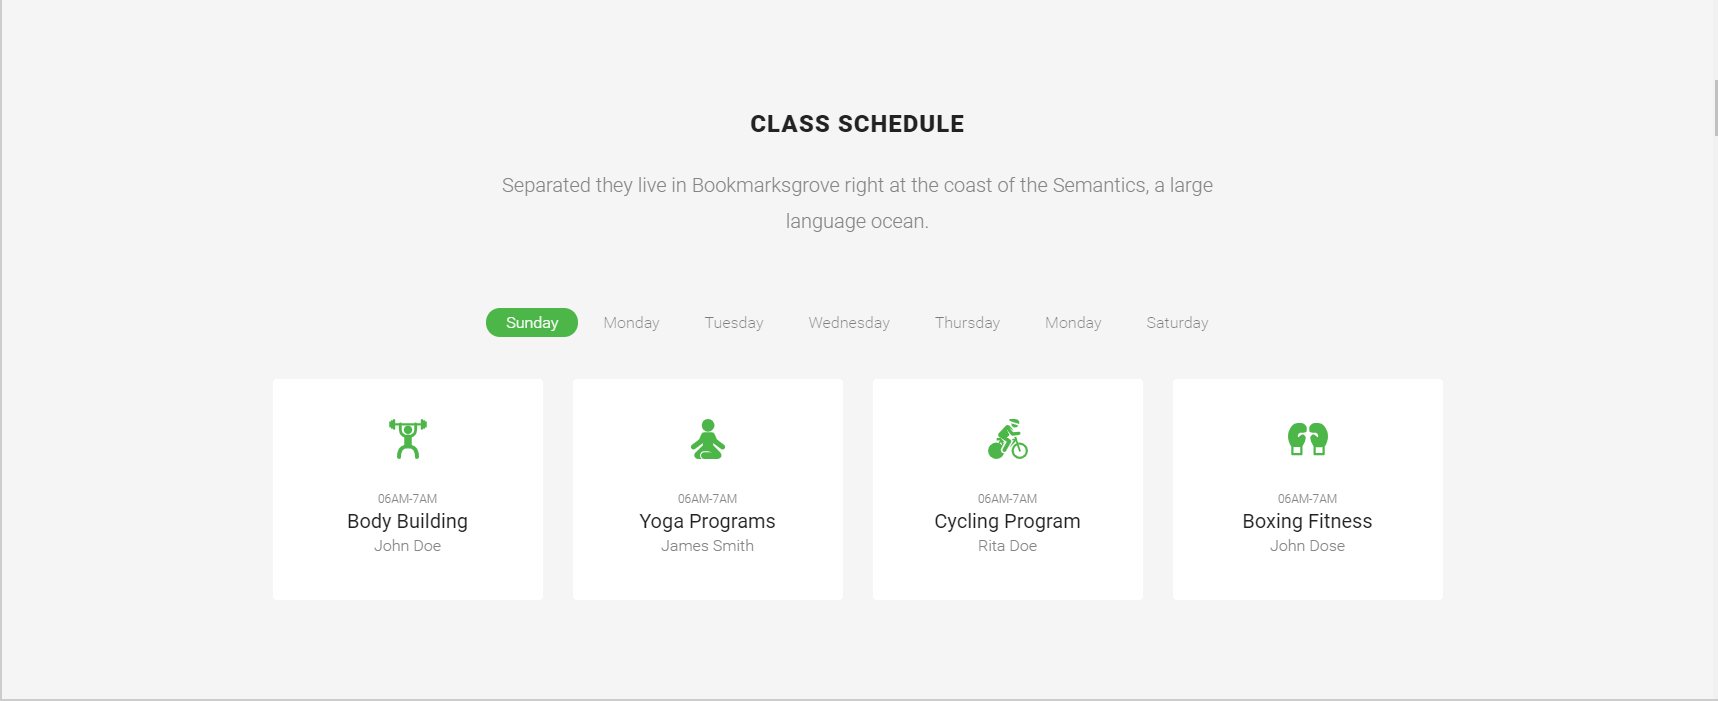 CLASS SCHEDULE
Separated they live in Bookmarksgrove right at the coast of the Semantics, a large
language ocean.
Sunday Monday Tuesday Wednesday Thursday Monday Saturday
06AM-7AM 06AM-7AM 06AM-7AM 06AM-7AM
Body Building Yoga Programs Cycling Program Boxing Fitness
John Doe James Smith Rita Doe John Dose